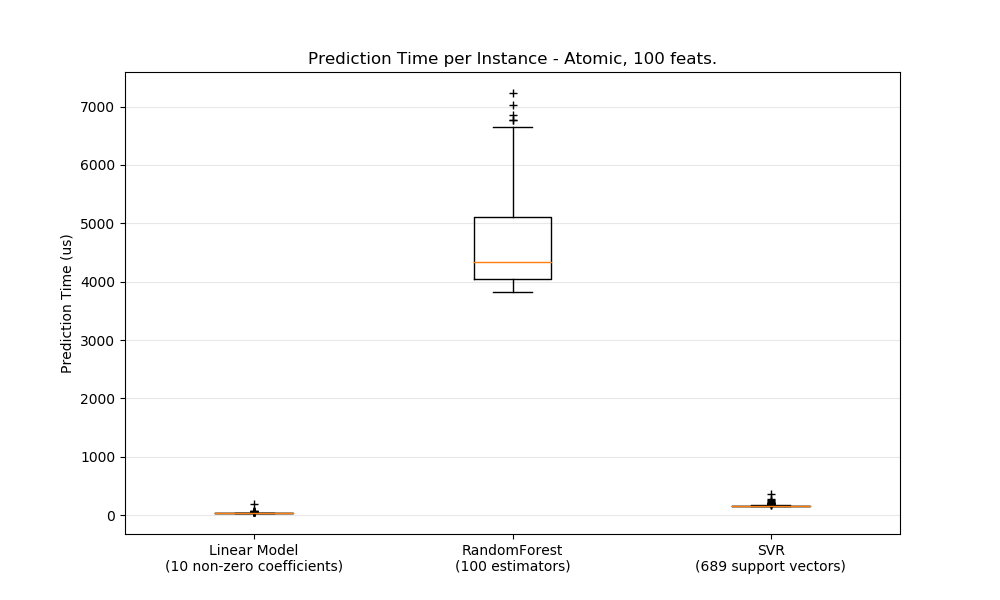 Prediction Time per Instance - Atomic, 100 feats.
Prediction Time (us)
7000
6000
5000
4000
3000
2000
1000
0
Linear Model
(10 non-zero coefficients)
RandomForest
(100 estimators)
SVR
(689 support vectors)